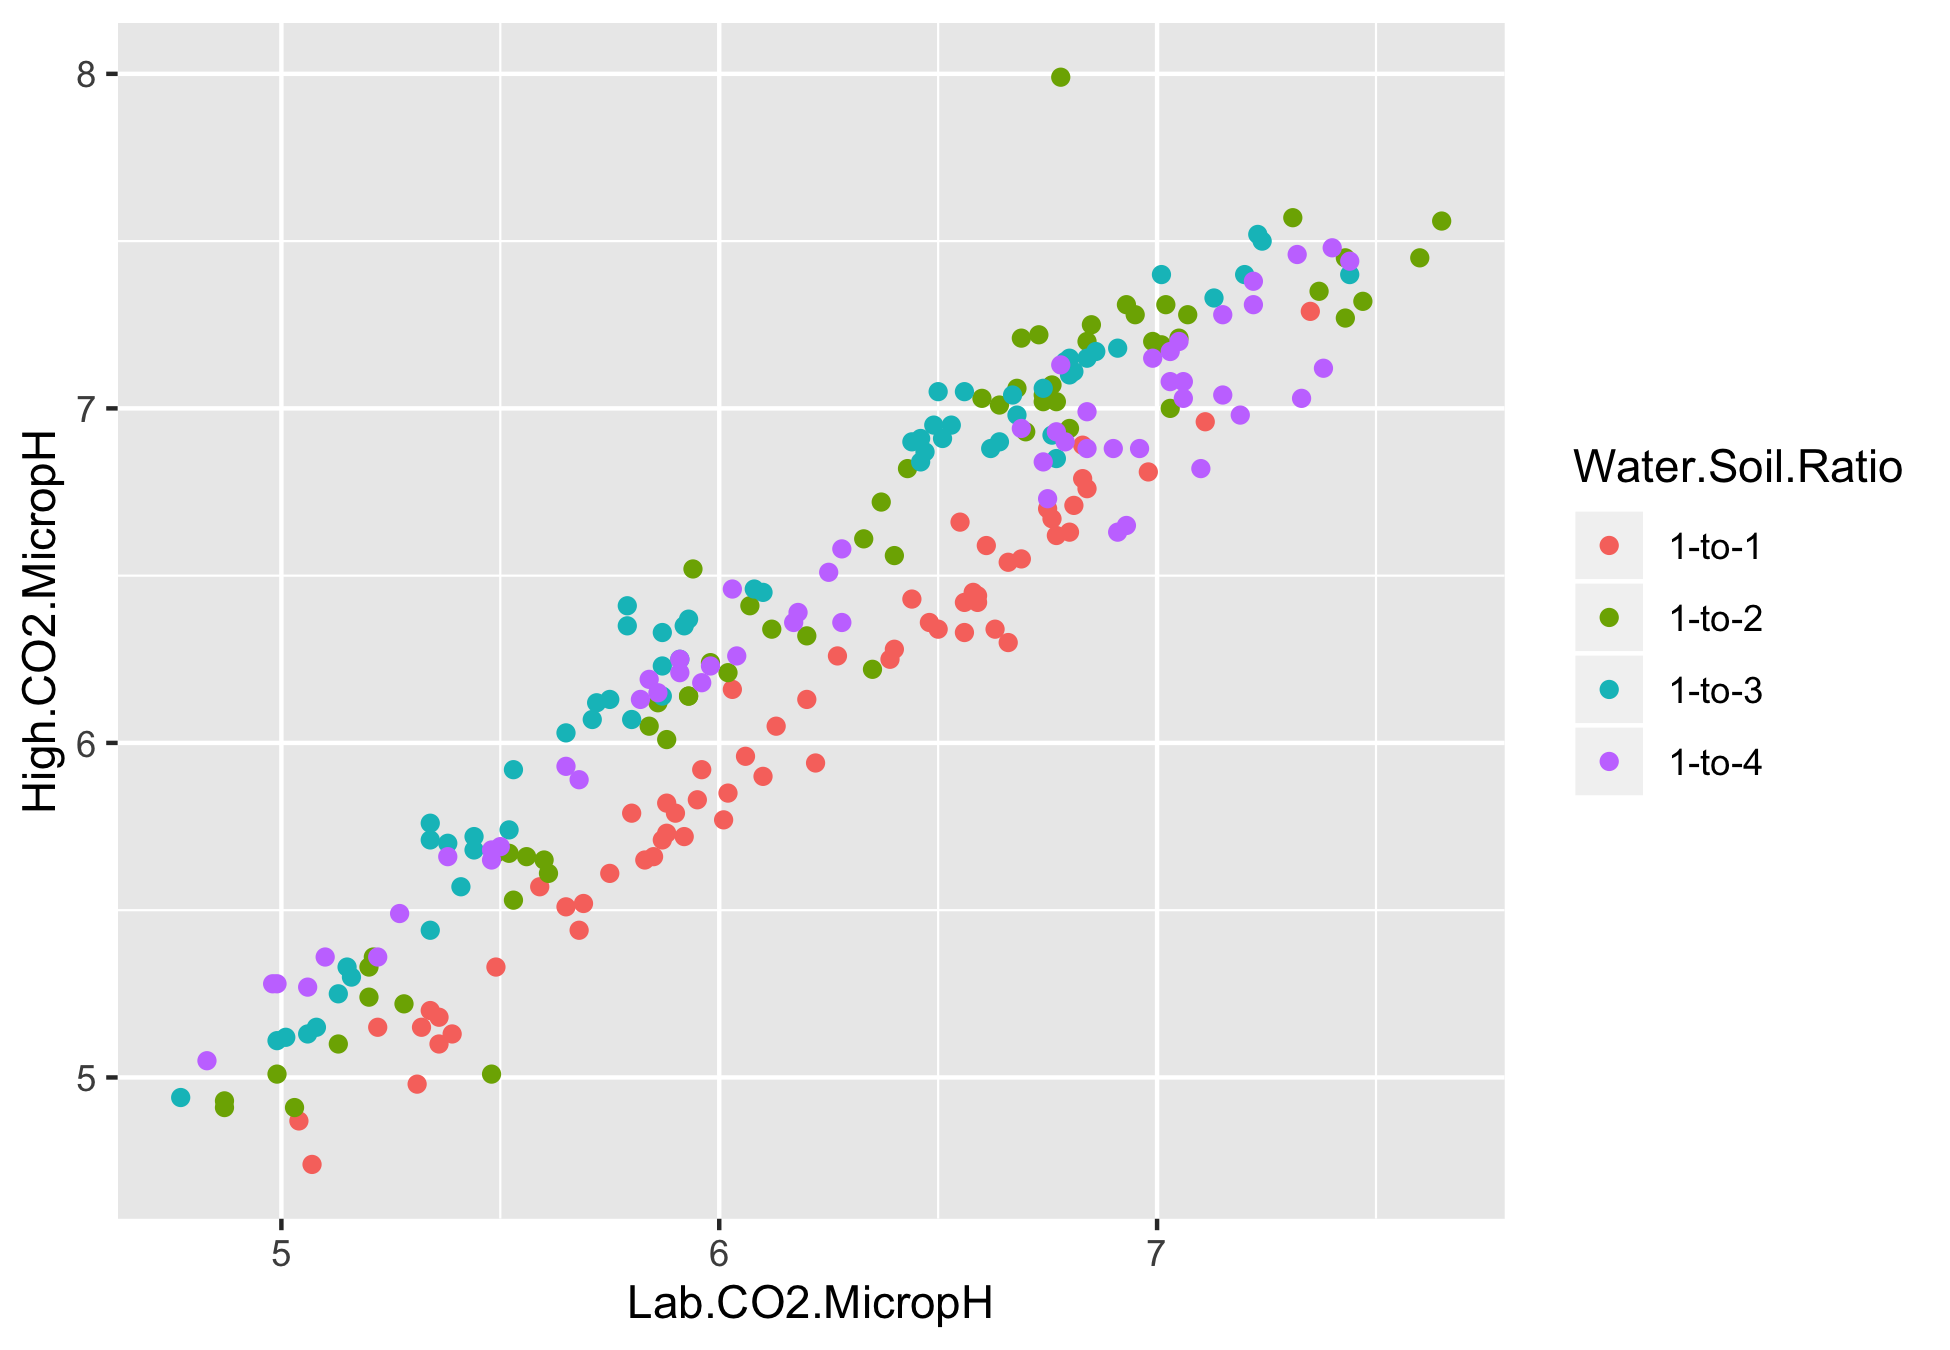 8
7
6
5
High.CO2.MicropH
5 6 7
Lab.CO2.MicropH
Water.Soil.Ratio
1-to-1
1-to-2
1-to-3
1-to-4